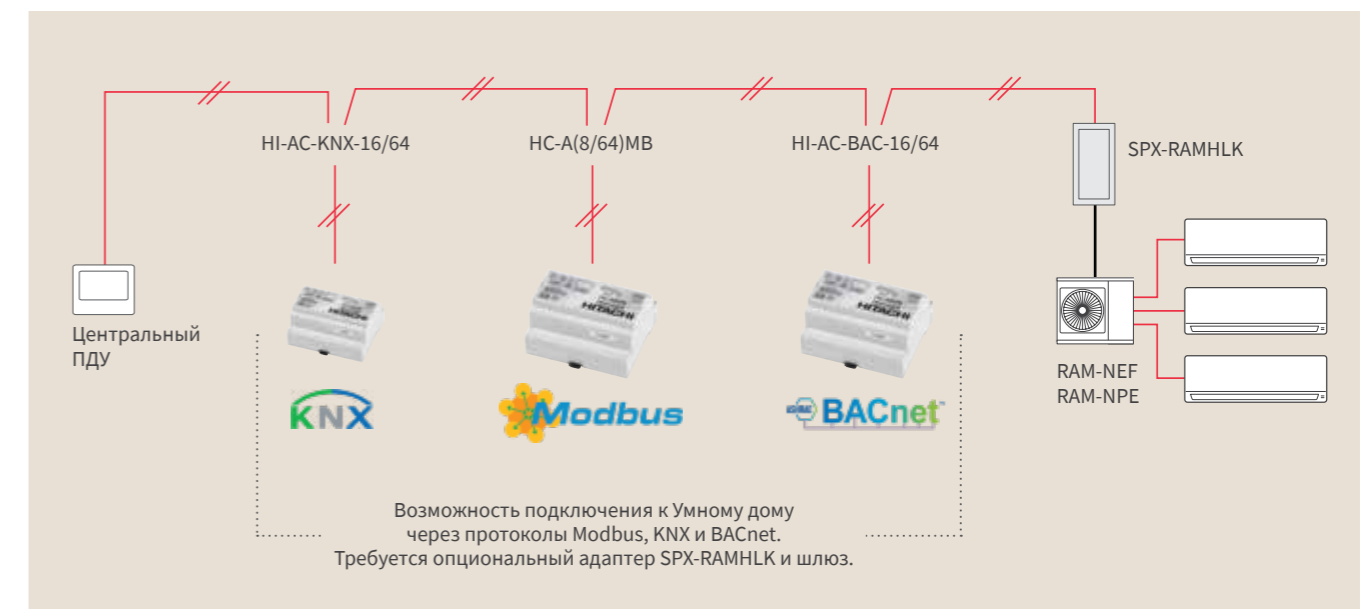 HI-AC-KNX-16/64
HC-A(8/64)MB
HI-AC-BAC-16/64
SPX-RAMHLK
Центральный
ПДУ
HITACHI
HITACHI
RAM-NEF
RAM-NPE
KNX
Modbus
BACnet
Возможность подключения к Умному дому
через протоколы Modbus, KNX и BACnet.
Требуется опциональный адаптер SPX-RAMHLK и шлюз.